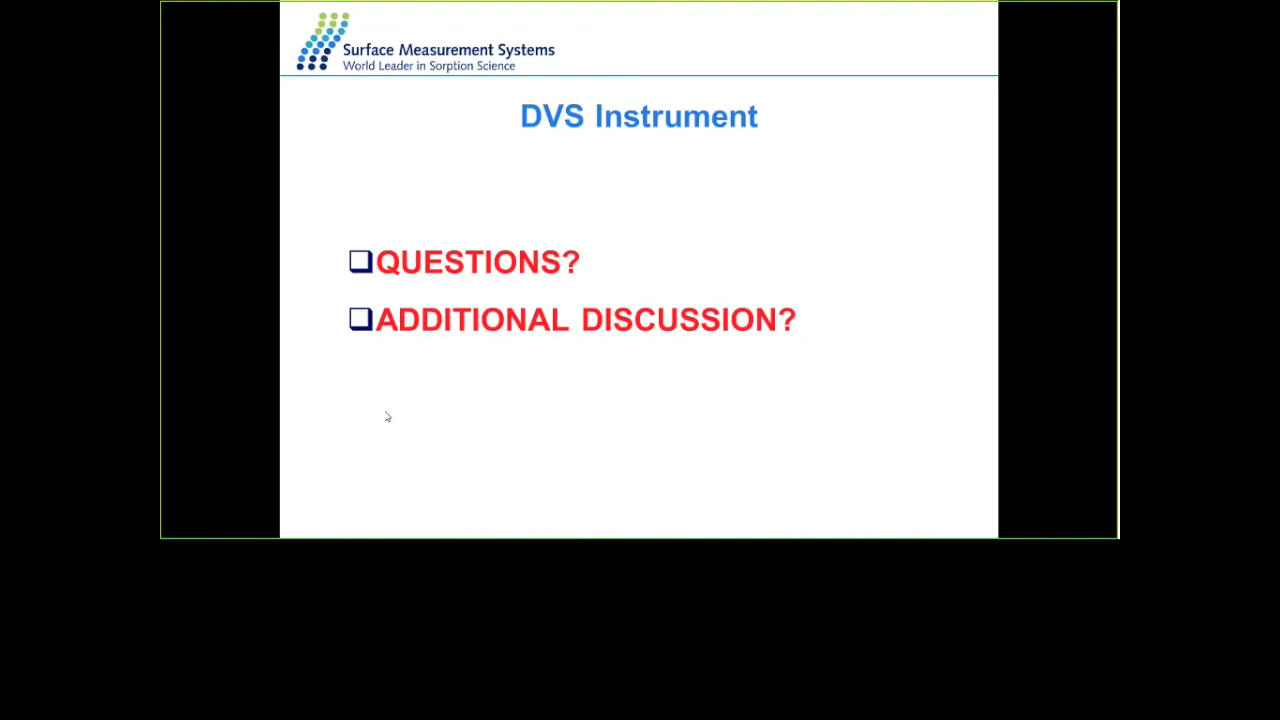 Surface Measurement Systems
World Leader in Sorption Science
DVS Instrument
QUESTIONS?
ADDITIONAL DISCUSSION?